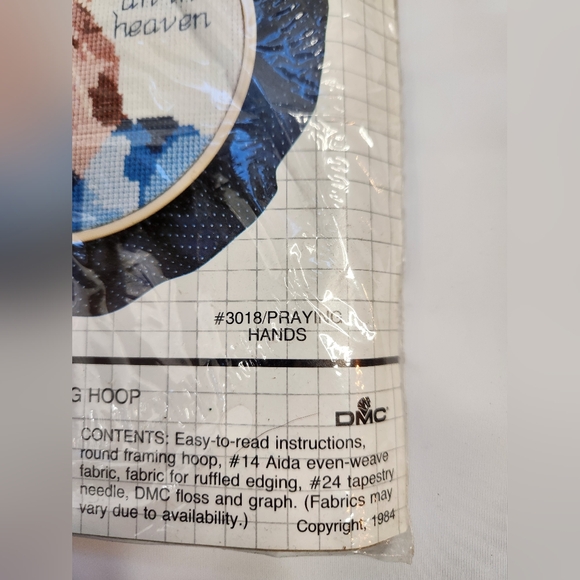 heaven
#3018/PRAYING
HANDS
G HOOP
DMC
CONTENTS: Easy-to-read instructions,
round framing hoop, #14 Aida even-weave
fabric, fabric for ruffled edging, #24 tapestry
needle, DMC floss and graph. (Fabrics may
vary due to availability.)
Copyright, 1984